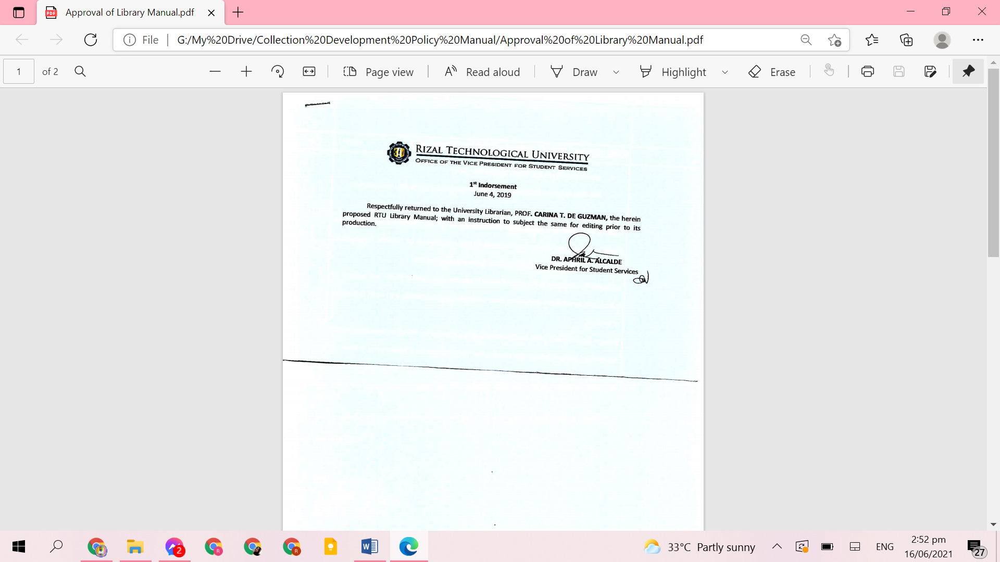 Approval of Library Manual.pdf
File
G:/My%20Drive/Collection%20Development%20Policy%20Manual/Approval%20of%20Library%20Manual.pdf
1 of 2
Page view
Read aloud
Draw
Highlight
Erase
RIZAL TECHNOLOGICAL UNIVERSITY
OFFICE OF THE VICE PRESIDENT FOR STUDENT SERVICES
1st Indorsement
June 4, 2019
Respectfully returned to the University Librarian, PROF. CARINA T. DE GUZMAN, the herein
proposed RTU Library Manual; with an instruction to subject the same for editing prior to its
production.
DR. APHRIL A. ALCALDE
Vice President for Student Services
2
33°C Partly sunny
ENG
2:52 pm
16/06/2021
27